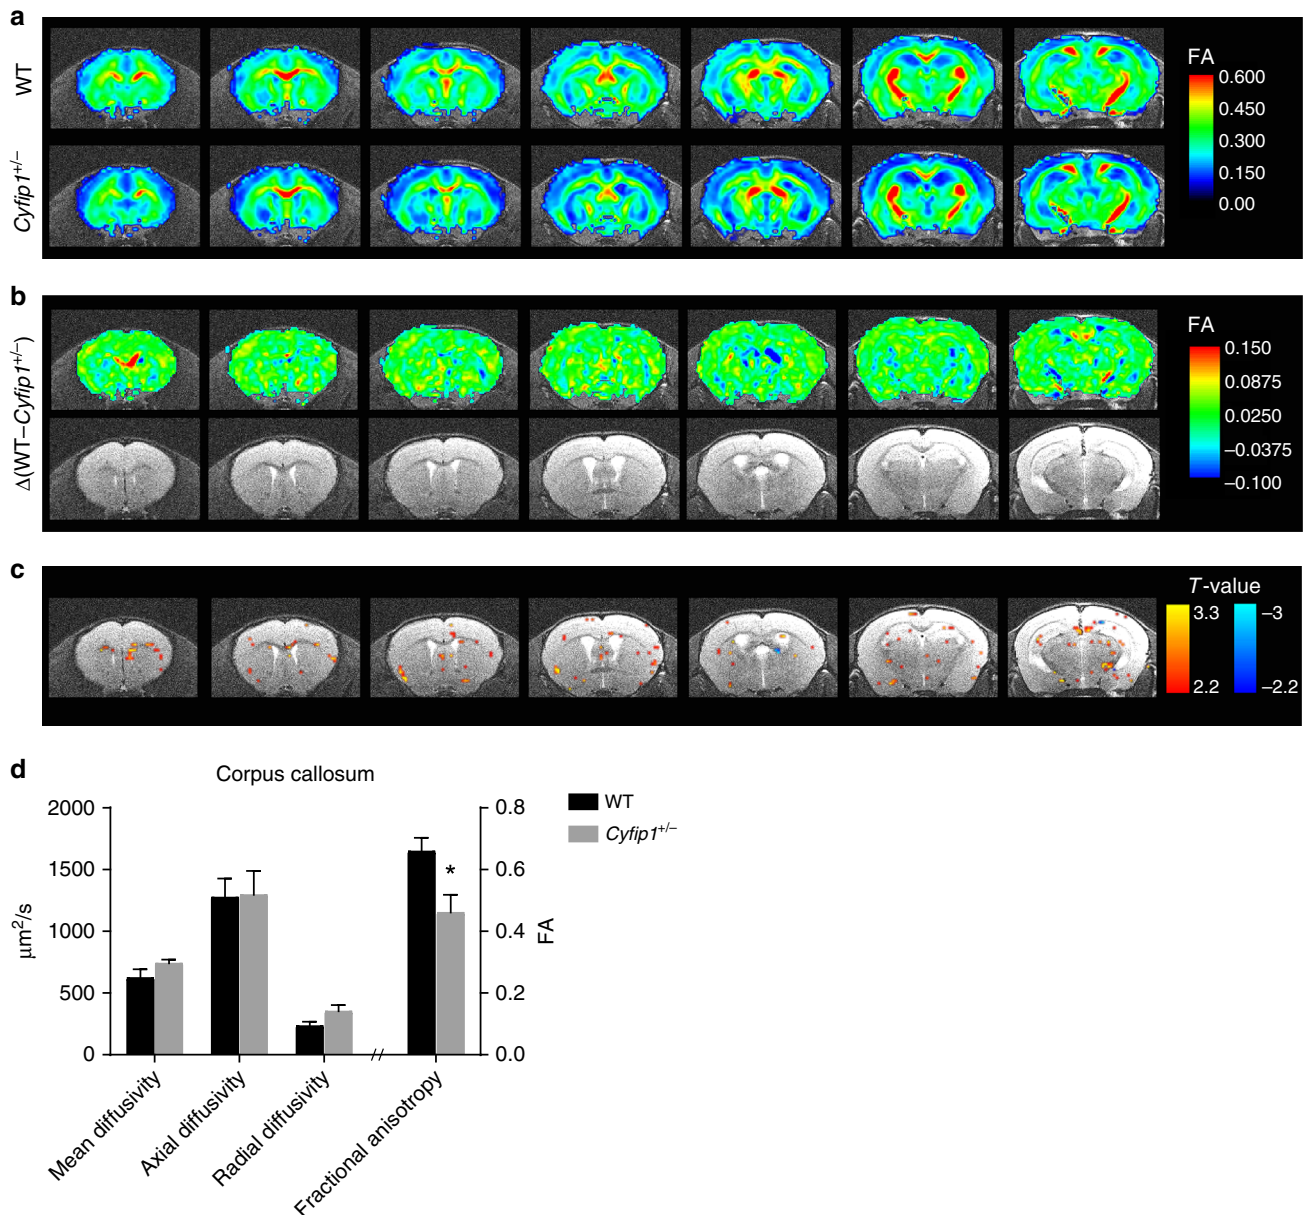 a
WT
Cyfip1+/–
FA
0.600
0.450
0.300
0.150
0.00
b
Δ(WT–Cyfip1+/–)
FA
0.150
0.0875
0.0250
–0.0375
–0.100
c
T-value
3.3
–3
2.2
–2.2
d
Corpus callosum
WT
Cyfip1+/–
2000
1500
1000
500
0
μm2/s
0.8
0.6
0.4
0.2
0.0
FA
*
Mean diffusivity
Axial diffusivity
Radial diffusivity
Fractional anisotropy